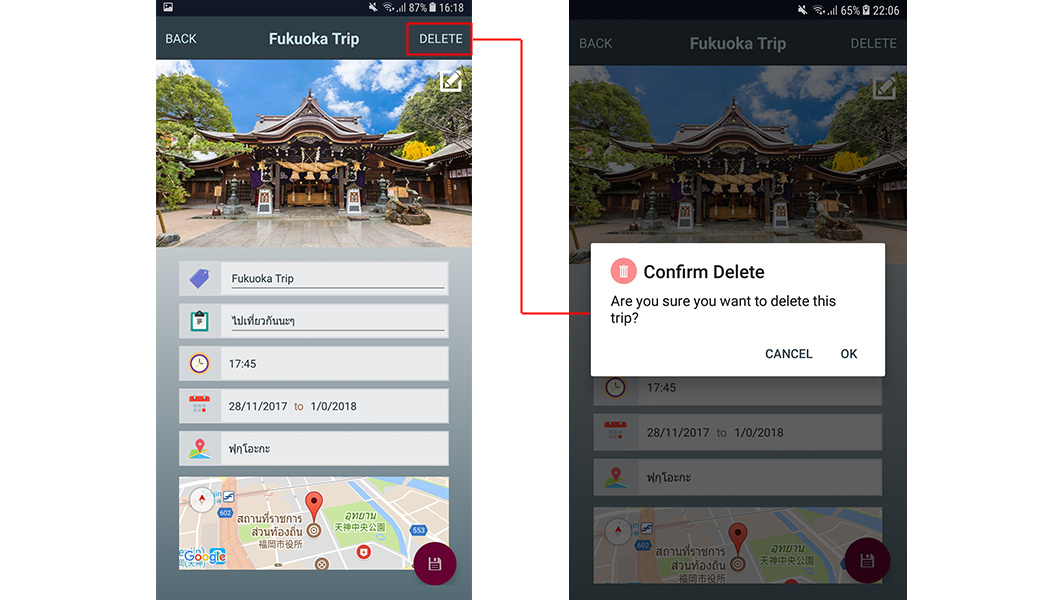 87% 16:18
BACK Fukuoka Trip DELETE
Fukuoka Trip
ไปเที่ยวกันนะๆ
17:45
28/11/2017 to 1/0/2018
ฟุกุโอะกะ
602
สถานที่ราชการ
ส่วนท้องถิ่น
福岡市役所
อุทยาน
天神中央公園
553
Google
65% 22:06
BACK Fukuoka Trip DELETE
Confirm Delete
Are you sure you want to delete this
trip?
CANCEL OK
17:45
28/11/2017 to 1/0/2018
ฟุกุโอะกะ
602
สถานที่ราชการ
ส่วนท้องถิ่น
福岡市役所
อุทยาน
天神中央公園